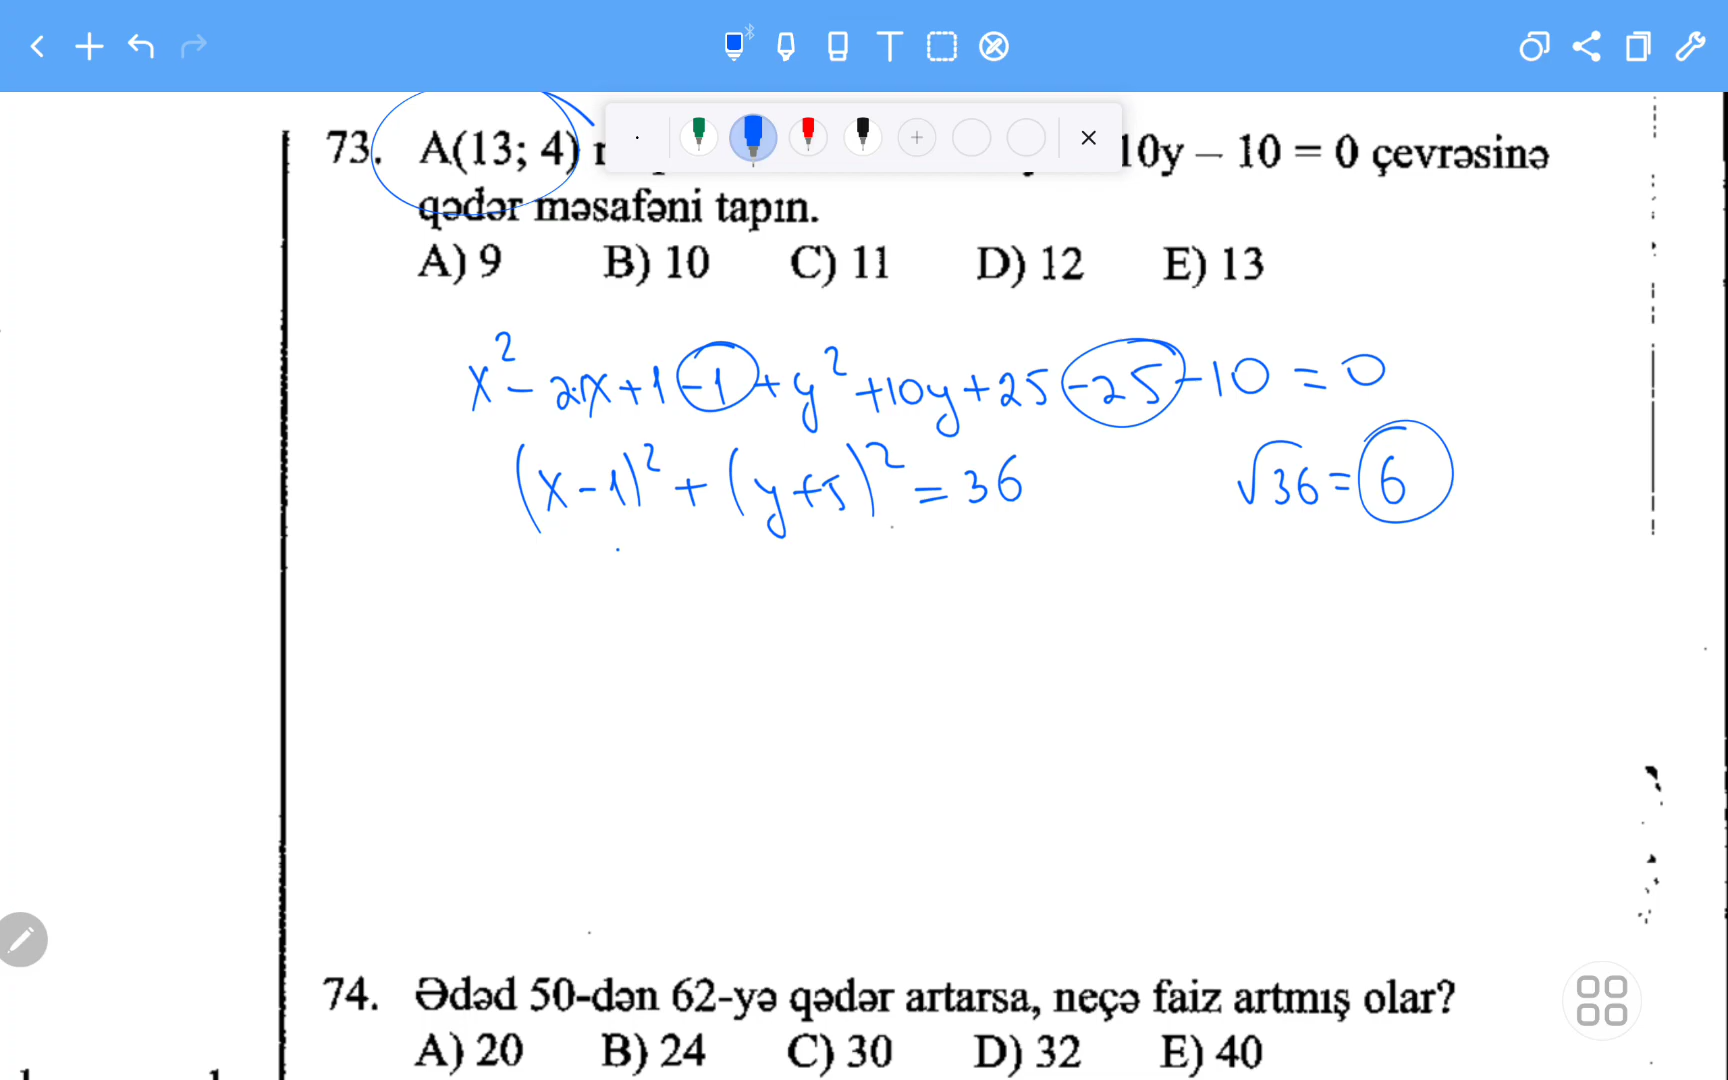 73. A(13; 4) 10y – 10 = 0 çevrəsinə
qədər məsafəni tapın.
A) 9 B) 10 C) 11 D) 12 E) 13
x² - 2·1x + 1 - 1 + y² + 10y + 25 - 25 - 10 = 0
(x - 1)² + (y + 5)² = 36 √36 = 6
74. Ədəd 50-dən 62-yə qədər artarsa, neçə faiz artmış olar?
A) 20 B) 24 C) 30 D) 32 E) 40